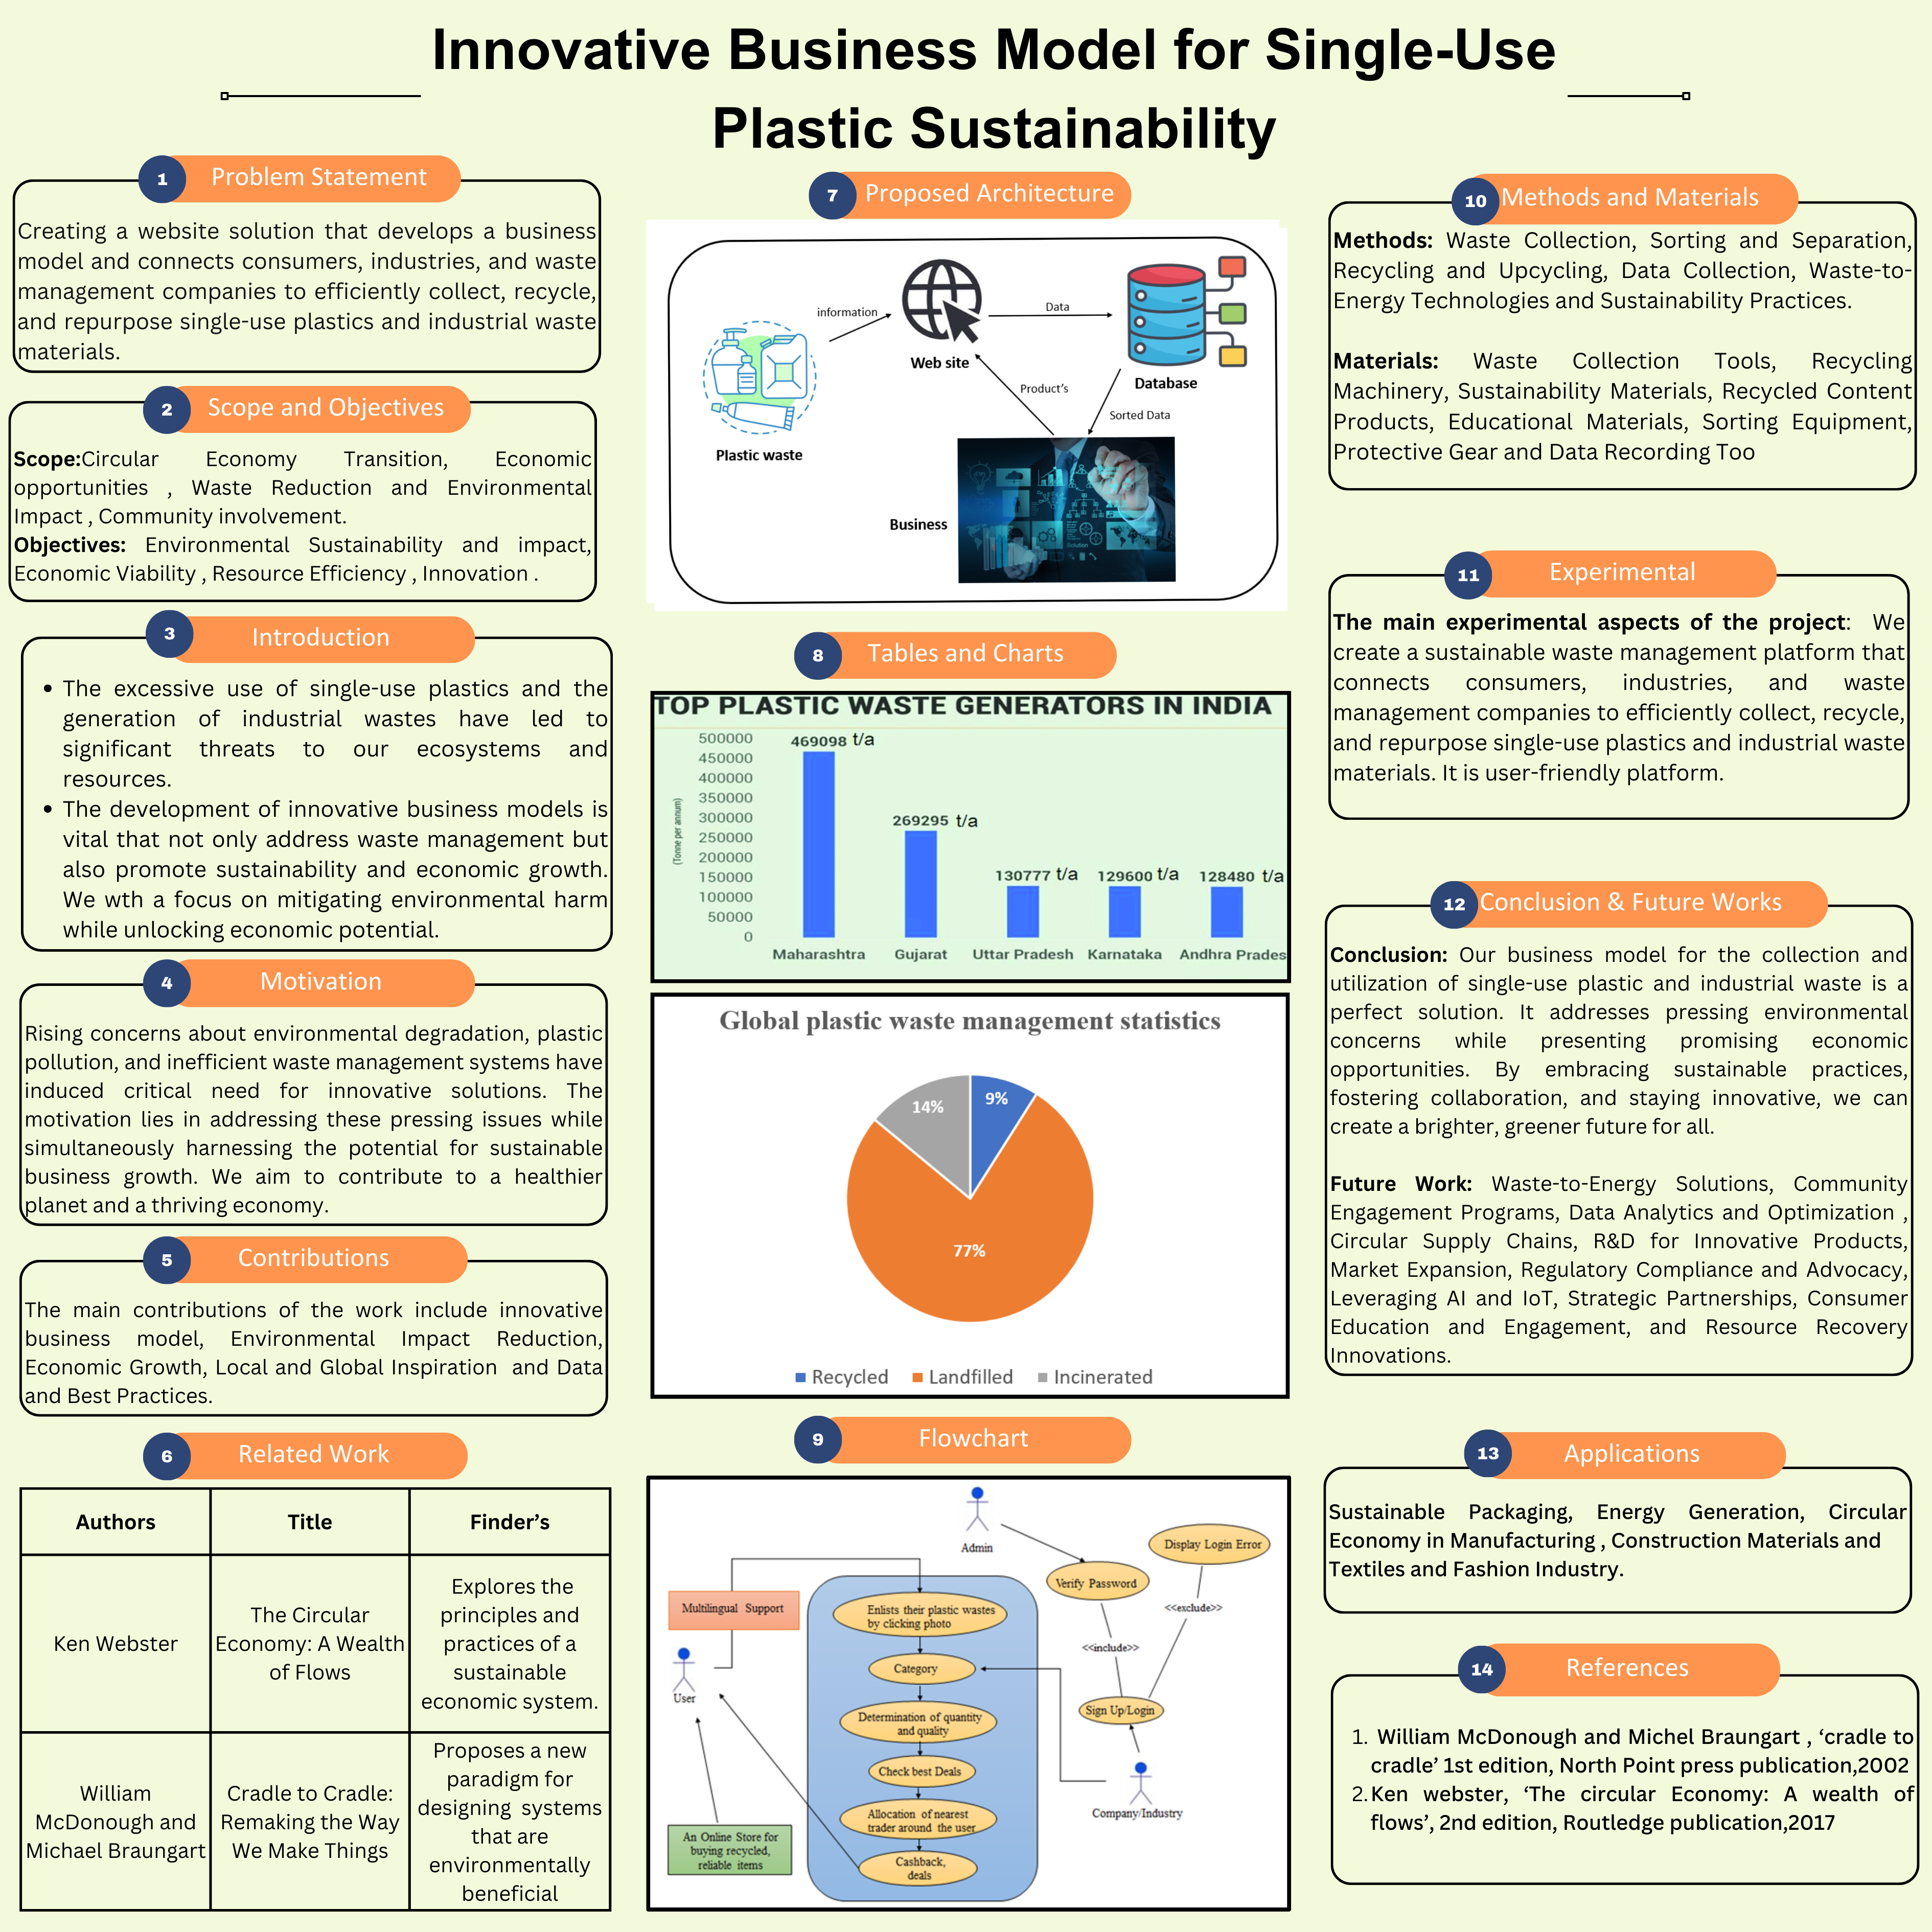 Innovative Business Model for Single-Use
Plastic Sustainability
1 Problem Statement
Creating a website solution that develops a business
model and connects consumers, industries, and waste
management companies to efficiently collect, recycle,
and repurpose single-use plastics and industrial waste
materials.
2 Scope and Objectives
Scope:Circular Economy Transition, Economic
opportunities , Waste Reduction and Environmental
Impact , Community involvement.
Objectives: Environmental Sustainability and impact,
Economic Viability , Resource Efficiency , Innovation .
3 Introduction
• The excessive use of single-use plastics and the
generation of industrial wastes have led to
significant threats to our ecosystems and
resources.
• The development of innovative business models is
vital that not only address waste management but
also promote sustainability and economic growth.
We wth a focus on mitigating environmental harm
while unlocking economic potential.
4 Motivation
Rising concerns about environmental degradation, plastic
pollution, and inefficient waste management systems have
induced critical need for innovative solutions. The
motivation lies in addressing these pressing issues while
simultaneously harnessing the potential for sustainable
business growth. We aim to contribute to a healthier
planet and a thriving economy.
5 Contributions
The main contributions of the work include innovative
business model, Environmental Impact Reduction,
Economic Growth, Local and Global Inspiration and Data
and Best Practices.
6 Related Work
Authors Title Finder's
Ken Webster
The Circular
Economy: A Wealth
of Flows
Explores the
principles and
practices of a
sustainable
economic system.
William
McDonough and
Michael Braungart
Cradle to Cradle:
Remaking the Way
We Make Things
Proposes a new
paradigm for
designing systems
that are
environmentally
beneficial
7 Proposed Architecture
information
Data
Web site
Database
Product's
Sorted Data
Plastic waste
Business
8 Tables and Charts
TOP PLASTIC WASTE GENERATORS IN INDIA
(Tonne per annum)
500000
450000
400000
350000
300000
250000
200000
150000
100000
50000
0
469098 t/a
269295 t/a
130777 t/a
129600 t/a
128480 t/a
Maharashtra Gujarat Uttar Pradesh Karnataka Andhra Prades
Global plastic waste management statistics
14%
9%
77%
Recycled Landfilled Incinerated
9 Flowchart
Admin
Display Login Error
Verify Password
Multilingual Support
Enlists their plastic wastes
by clicking photo
<<exclude>>
<<include>>
Category
User
Sign Up/Login
Determination of quantity
and quality
Check best Deals
Company/Industry
Allocation of nearest
trader around the user
An Online Store for
buying recycled,
reliable items
Cashback,
deals
10 Methods and Materials
Methods: Waste Collection, Sorting and Separation,
Recycling and Upcycling, Data Collection, Waste-to-
Energy Technologies and Sustainability Practices.
Materials: Waste Collection Tools, Recycling
Machinery, Sustainability Materials, Recycled Content
Products, Educational Materials, Sorting Equipment,
Protective Gear and Data Recording Too
11 Experimental
The main experimental aspects of the project: We
create a sustainable waste management platform that
connects consumers, industries, and waste
management companies to efficiently collect, recycle,
and repurpose single-use plastics and industrial waste
materials. It is user-friendly platform.
12 Conclusion & Future Works
Conclusion: Our business model for the collection and
utilization of single-use plastic and industrial waste is a
perfect solution. It addresses pressing environmental
concerns while presenting promising economic
opportunities. By embracing sustainable practices,
fostering collaboration, and staying innovative, we can
create a brighter, greener future for all.
Future Work: Waste-to-Energy Solutions, Community
Engagement Programs, Data Analytics and Optimization ,
Circular Supply Chains, R&D for Innovative Products,
Market Expansion, Regulatory Compliance and Advocacy,
Leveraging AI and IoT, Strategic Partnerships, Consumer
Education and Engagement, and Resource Recovery
Innovations.
13 Applications
Sustainable Packaging, Energy Generation, Circular
Economy in Manufacturing , Construction Materials and
Textiles and Fashion Industry.
14 References
1. William McDonough and Michel Braungart , ‘cradle to
cradle’ 1st edition, North Point press publication,2002
2. Ken webster, ‘The circular Economy: A wealth of
flows’, 2nd edition, Routledge publication,2017